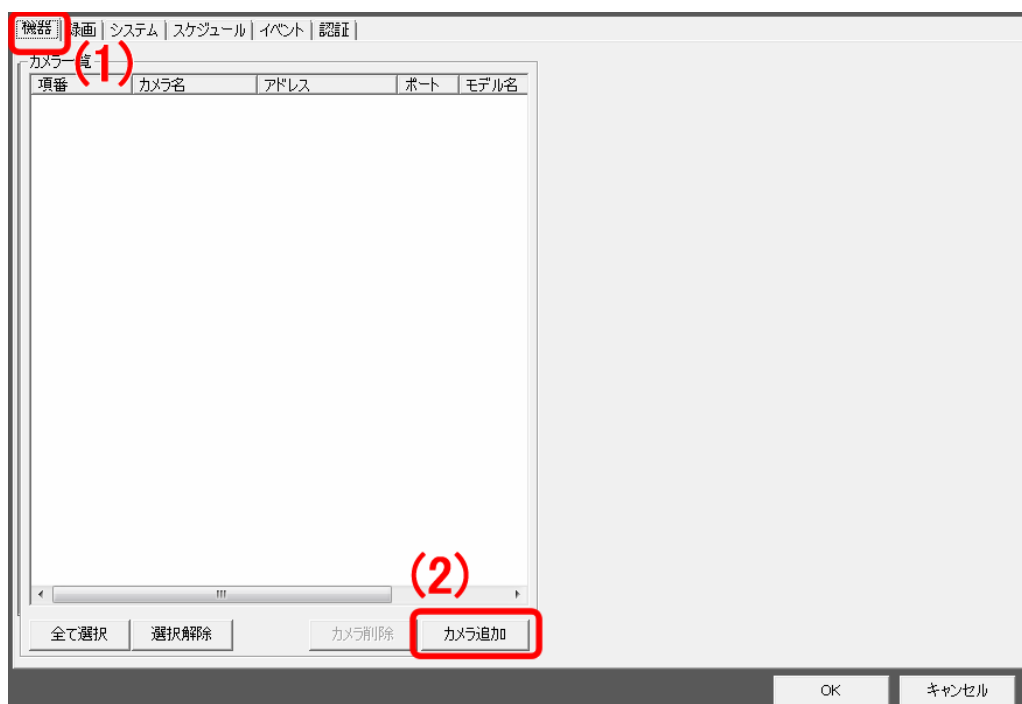 機器 録画 システム スケジュール イベント 認証
(1)
カメラ一覧
項番 カメラ名 アドレス ポート モデル名
(2)
全て選択 選択解除 カメラ削除 カメラ追加
OK キャンセル